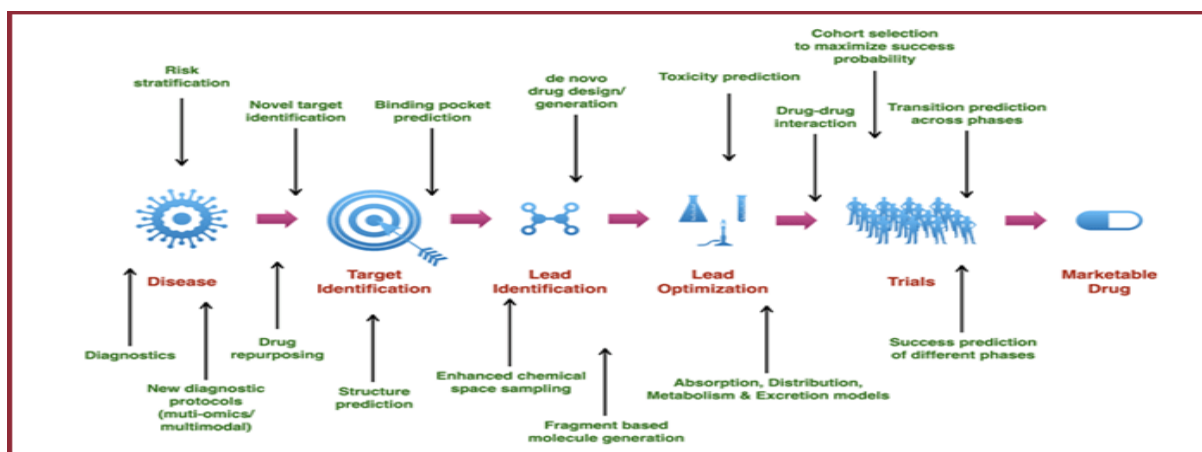 Cohort selection
to maximize success
probability
Risk
stratification
de novo
drug design/
generation
Toxicity prediction
Novel target
identification
Binding pocket
prediction
Drug-drug
interaction
Transition prediction
across phases
Disease
Target
Identification
Lead
Identification
Lead
Optimization
Trials
Marketable
Drug
Diagnostics
New diagnostic
protocols
(muti-omics/
multimodal)
Drug
repurposing
Structure
prediction
Enhanced chemical
space sampling
Fragment based
molecule generation
Absorption, Distribution,
Metabolism & Excretion models
Success prediction
of different phases